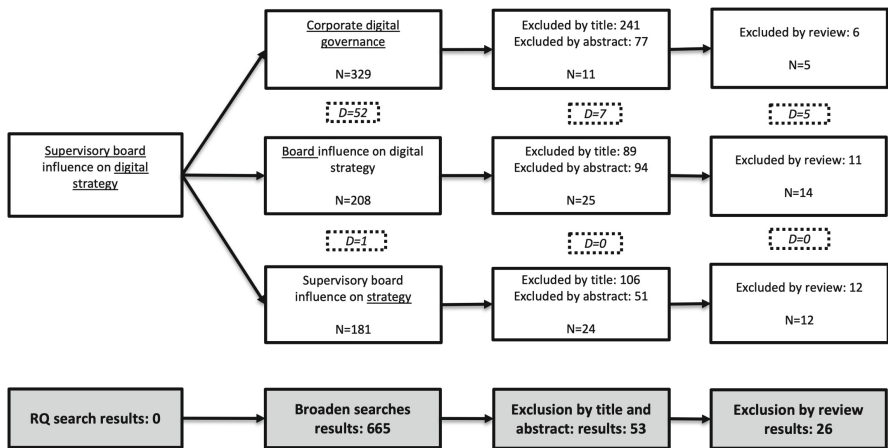 Supervisory board
influence on digital
strategy
Corporate digital
governance
N=329
Excluded by title: 241
Excluded by abstract: 77
N=11
Excluded by review: 6
N=5
D=52
D=7
D=5
Board influence on digital
strategy
N=208
Excluded by title: 89
Excluded by abstract: 94
N=25
Excluded by review: 11
N=14
D=1
D=0
D=0
Supervisory board
influence on strategy
N=181
Excluded by title: 106
Excluded by abstract: 51
N=24
Excluded by review: 12
N=12
RQ search results: 0
Broaden searches
results: 665
Exclusion by title and
abstract: results: 53
Exclusion by review
results: 26